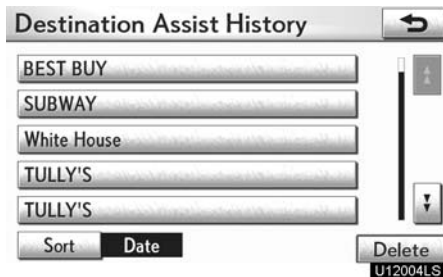 Destination Assist History
BEST BUY
SUBWAY
White House
TULLY'S
TULLY'S
Sort Date Delete
U12004LS